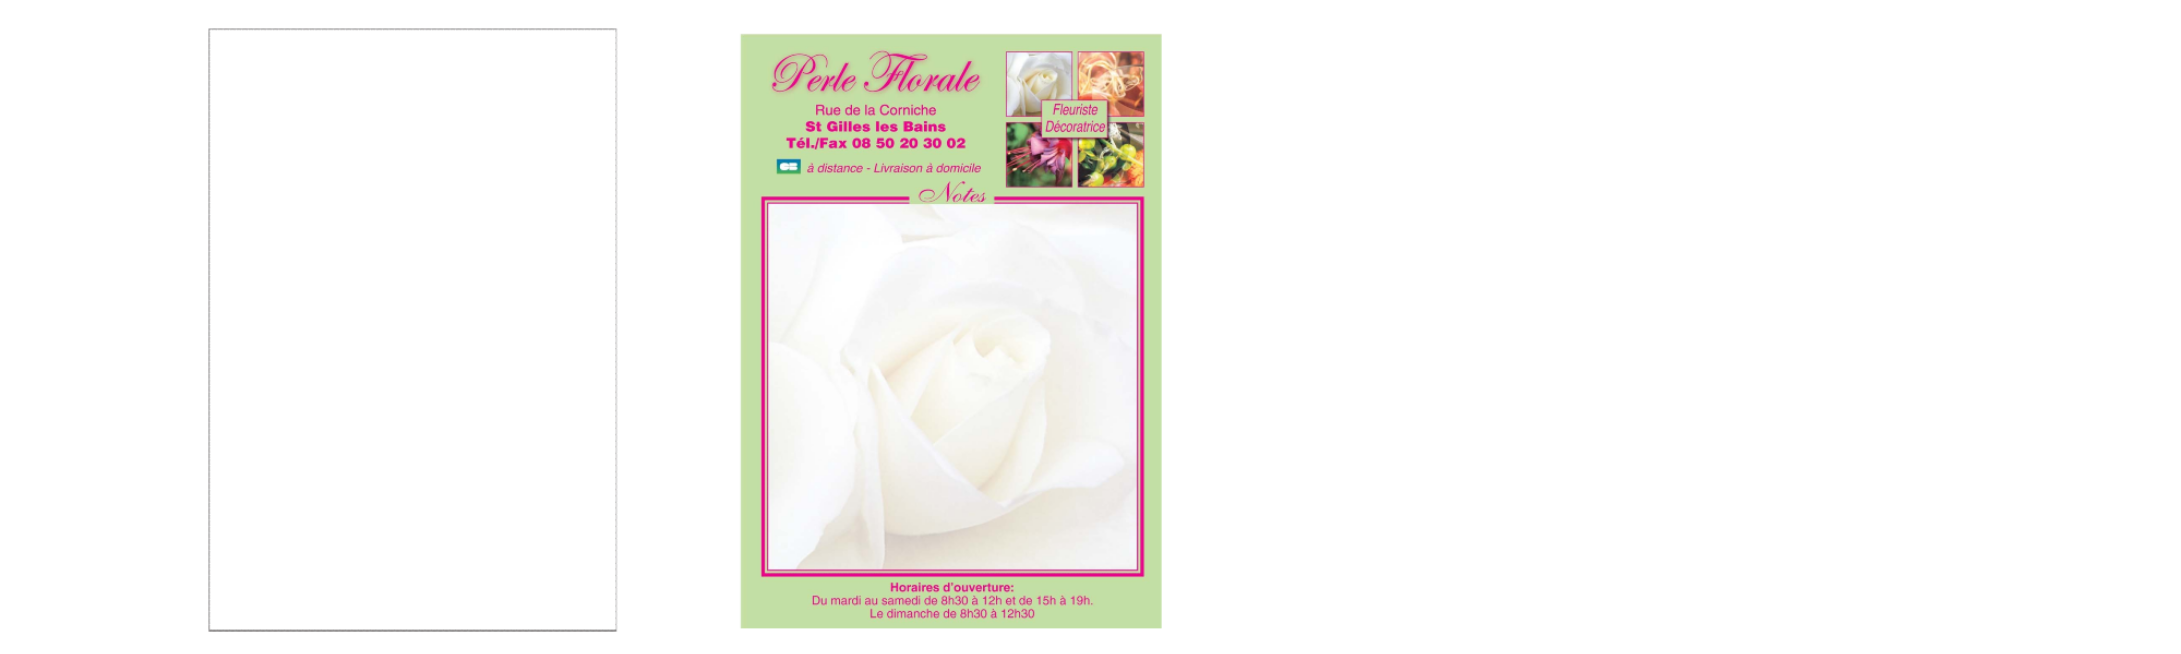 Perle Florale
Rue de la Corniche
St Gilles les Bains
Tél./Fax 08 50 20 30 02
à distance - Livraison à domicile
Fleuriste
Décoratrice
Notes
Horaires d'ouverture:
Du mardi au samedi de 8h30 à 12h et de 15h à 19h.
Le dimanche de 8h30 à 12h30